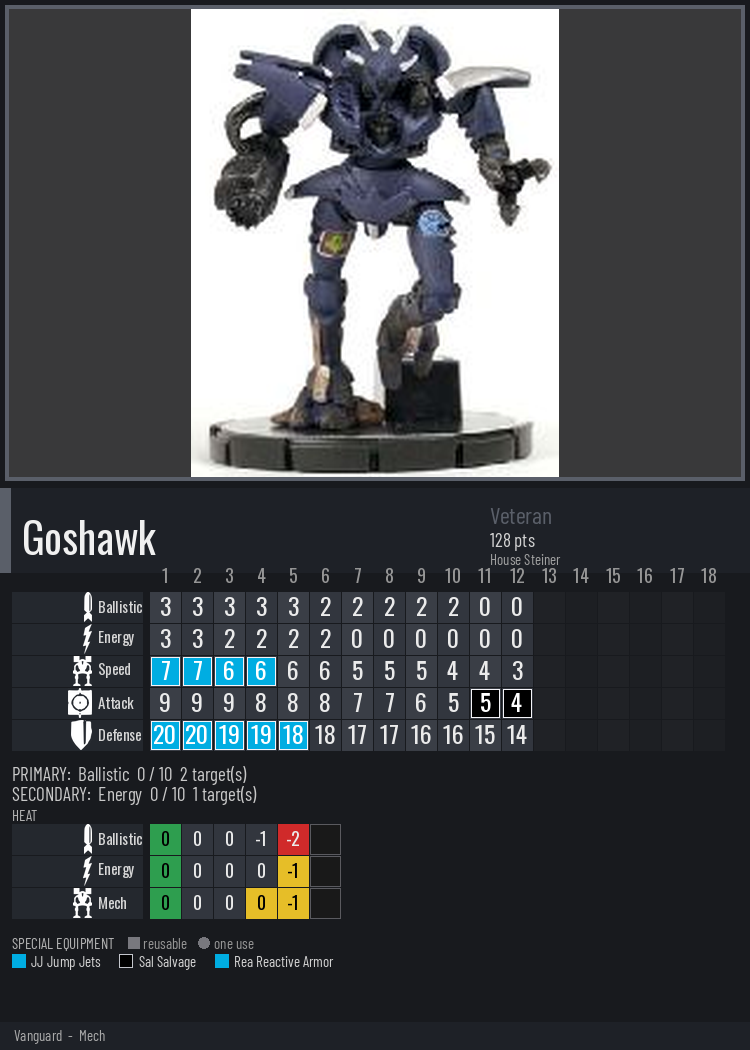 Goshawk
Veteran
128 pts
House Steiner
1 2 3 4 5 6 7 8 9 10 11 12 13 14 15 16 17 18
Ballistic 3 3 3 3 3 2 2 2 2 2 0 0
Energy 3 3 2 2 2 2 0 0 0 0 0 0
Speed 7 7 6 6 6 6 5 5 5 4 4 3
Attack 9 9 9 8 8 8 7 7 6 5 5 4
Defense 20 20 19 19 18 18 17 17 16 16 15 14
PRIMARY: Ballistic 0 / 10 2 target(s)
SECONDARY: Energy 0 / 10 1 target(s)
HEAT
Ballistic 0 0 0 -1 -2
Energy 0 0 0 0 -1
Mech 0 0 0 0 -1
SPECIAL EQUIPMENT reusable one use
JJ Jump Jets Sal Salvage Rea Reactive Armor
Vanguard - Mech